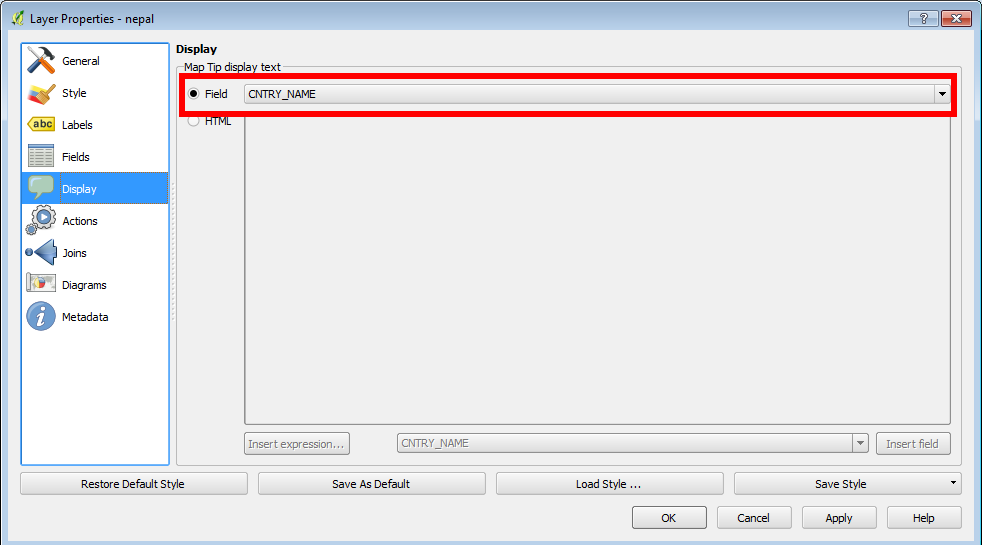 Layer Properties - nepal
?
General
Style
abc Labels
Fields
Display
Actions
Joins
Diagrams
i Metadata
Display
Map Tip display text
Field CNTRY_NAME
HTML
Insert expression... CNTRY_NAME Insert field
Restore Default Style Save As Default Load Style ... Save Style
OK Cancel Apply Help